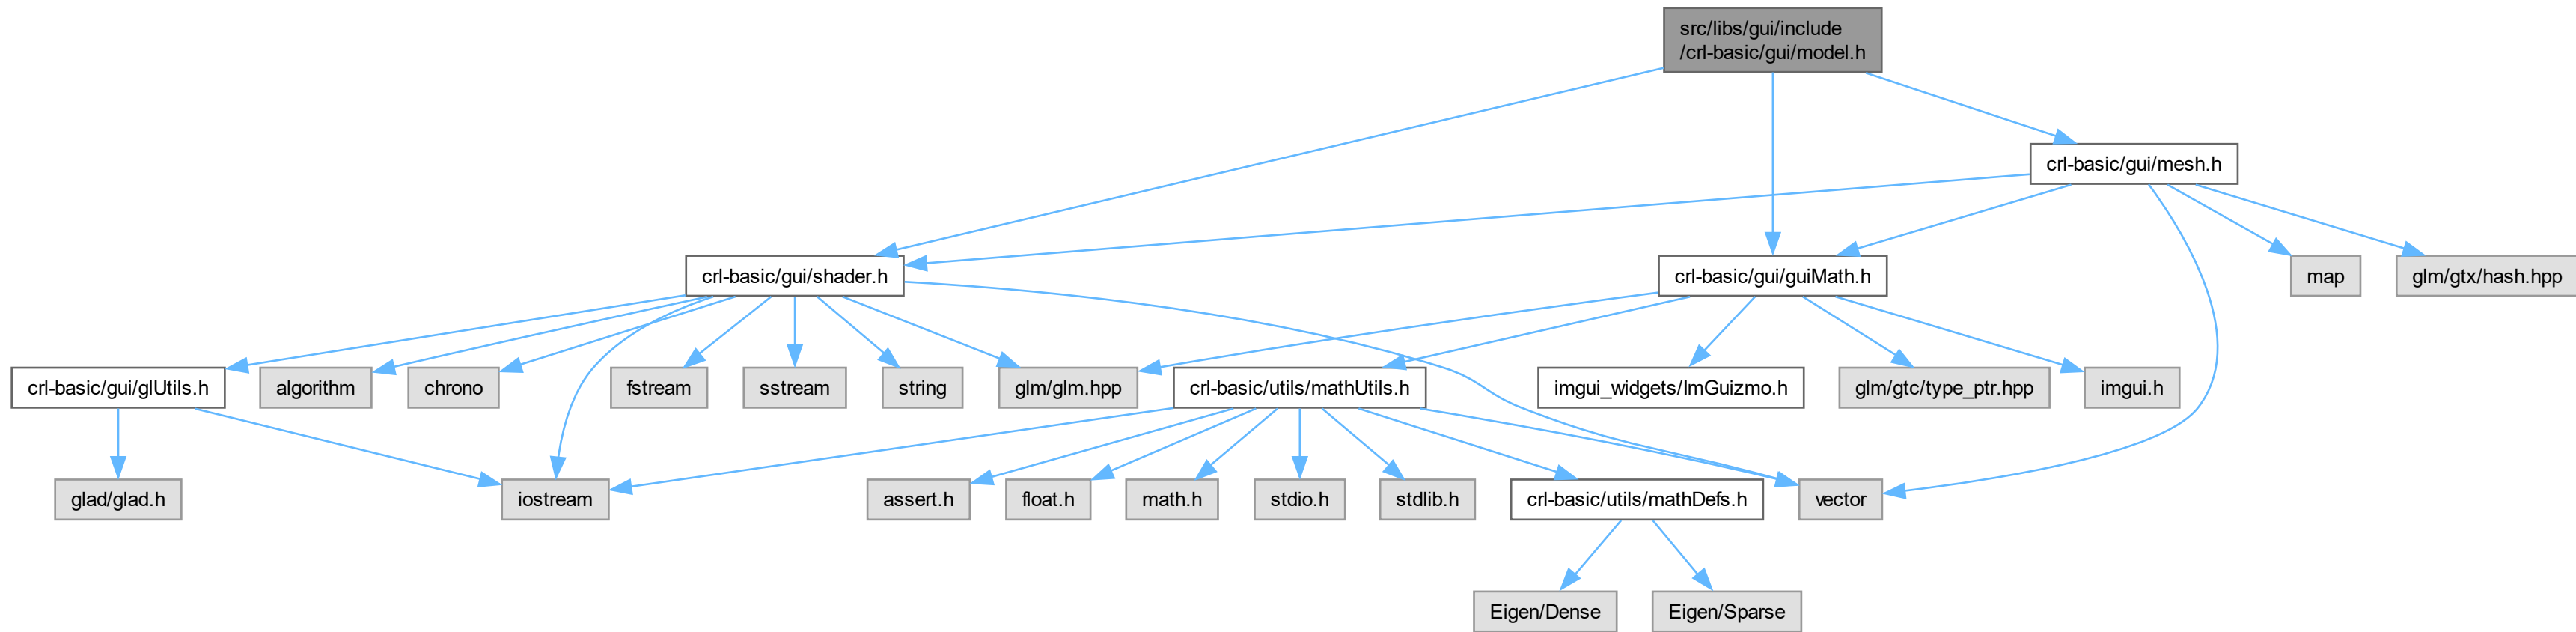 src/libs/gui/include
/crl-basic/gui/model.h
crl-basic/gui/mesh.h
crl-basic/gui/shader.h
crl-basic/gui/guiMath.h
map
glm/gtx/hash.hpp
crl-basic/gui/glUtils.h
algorithm
chrono
fstream
sstream
string
glm/glm.hpp
crl-basic/utils/mathUtils.h
imgui_widgets/ImGuizmo.h
glm/gtc/type_ptr.hpp
imgui.h
glad/glad.h
iostream
assert.h
float.h
math.h
stdio.h
stdlib.h
crl-basic/utils/mathDefs.h
vector
Eigen/Dense
Eigen/Sparse